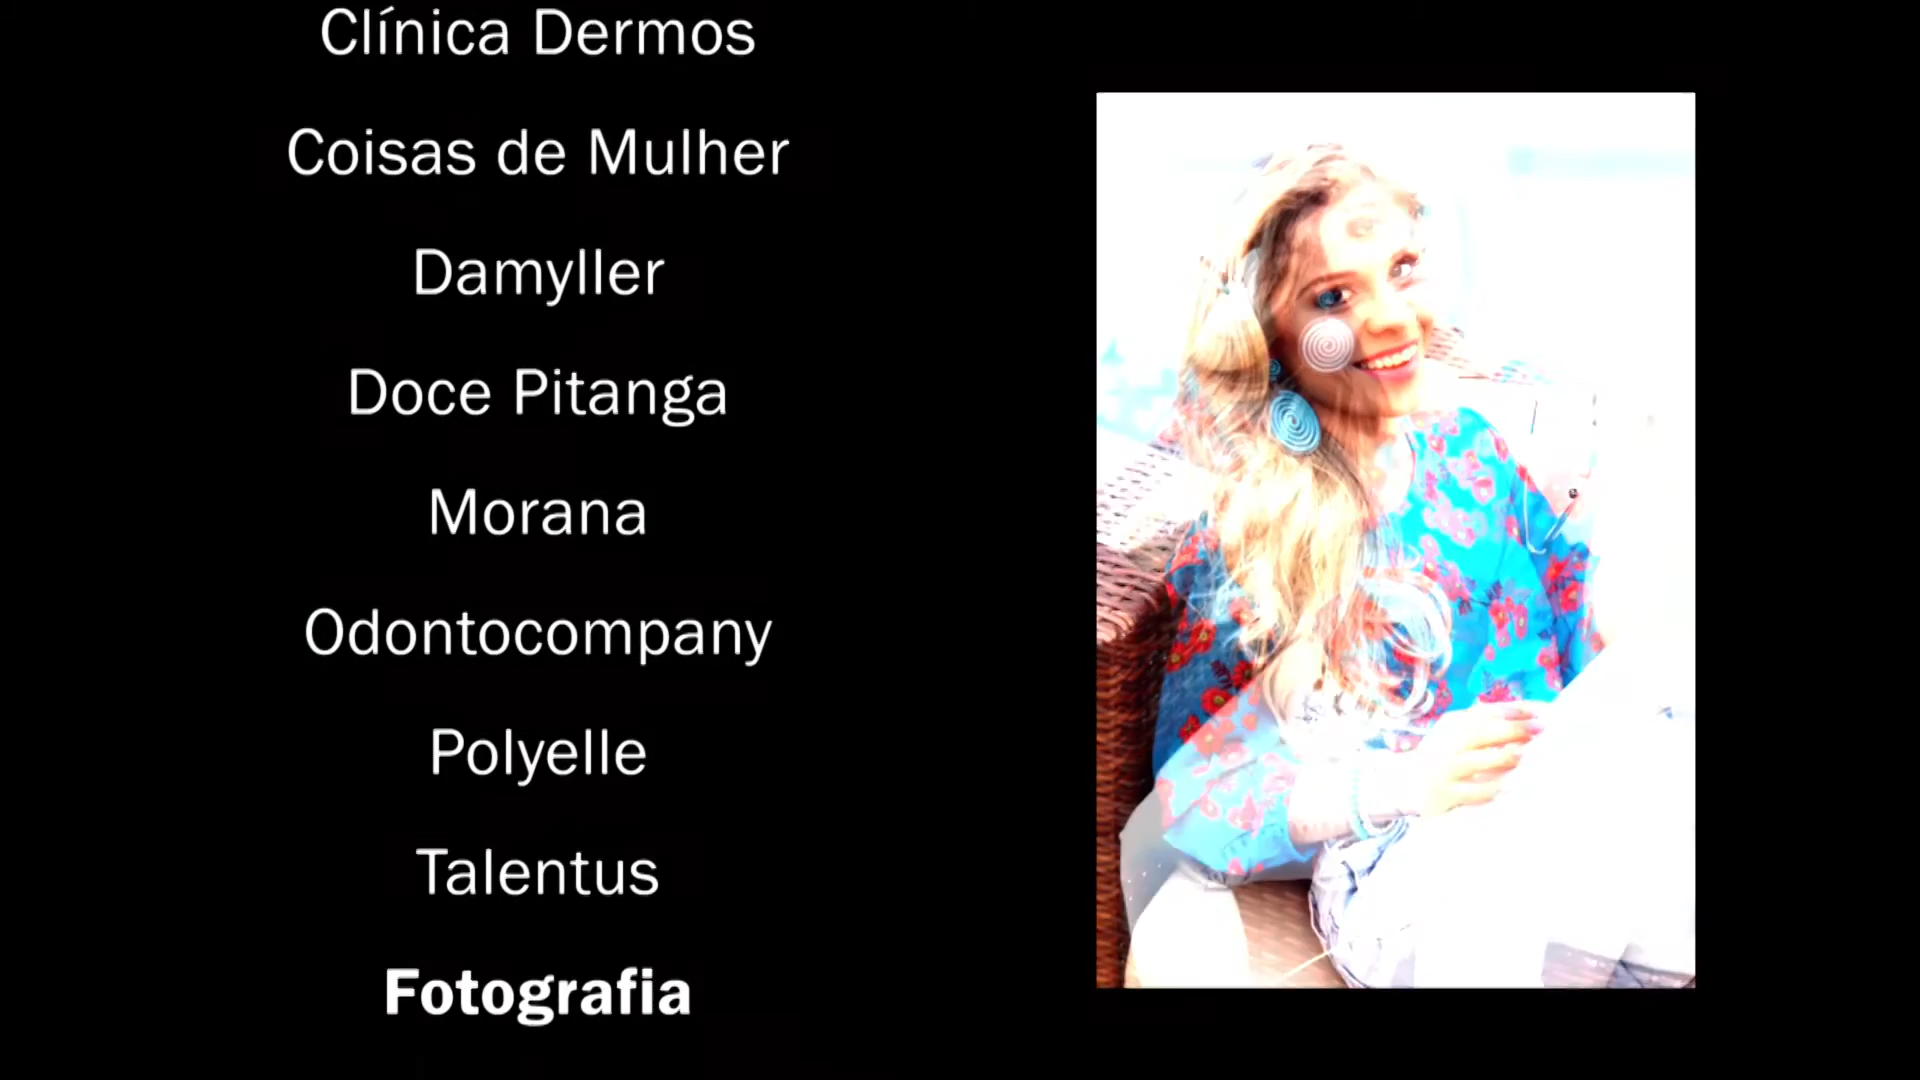 Clínica Dermos
Coisas de Mulher
Damyller
Doce Pitanga
Morana
Odontocompany
Polyelle
Talentus
Fotografia